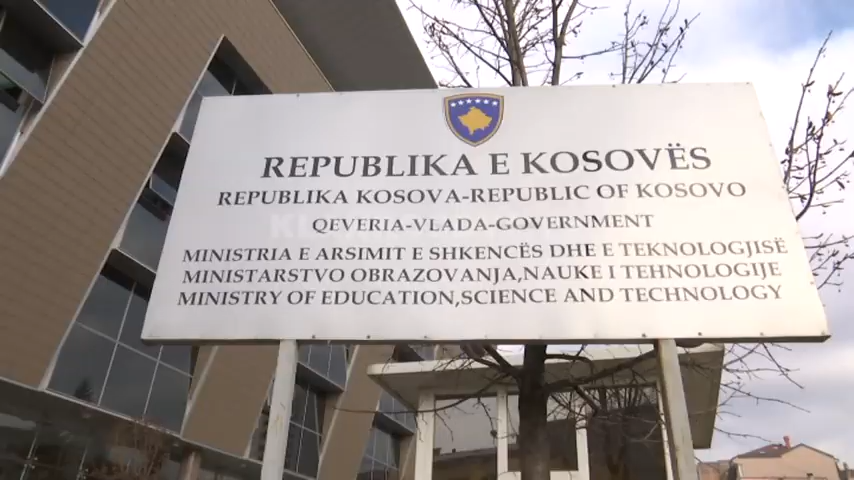 REPUBLIKA E KOSOVËS
REPUBLIKA KOSOVA-REPUBLIC OF KOSOVO
QEVERIA-VLADA-GOVERNMENT
MINISTRIA E ARSIMIT E SHKENCËS DHE E TEKNOLOGJISË
MINISTARSTVO OBRAZOVANJA,NAUKE I TEHNOLOGIJE
MINISTRY OF EDUCATION,SCIENCE AND TECHNOLOGY